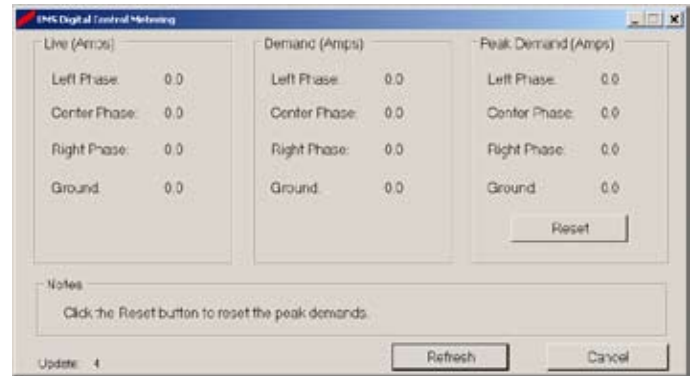 EMS Digital Control Metering
Live (Amps)
Left Phase: 0.0
Center Phase: 0.0
Right Phase: 0.0
Ground: 0.0
Demand (Amps)
Left Phase: 0.0
Center Phase: 0.0
Right Phase: 0.0
Ground: 0.0
Peak Demand (Amps)
Left Phase: 0.0
Center Phase: 0.0
Right Phase: 0.0
Ground: 0.0
Reset
Notes
Click the Reset button to reset the peak demands.
Update: 4
Refresh
Cancel